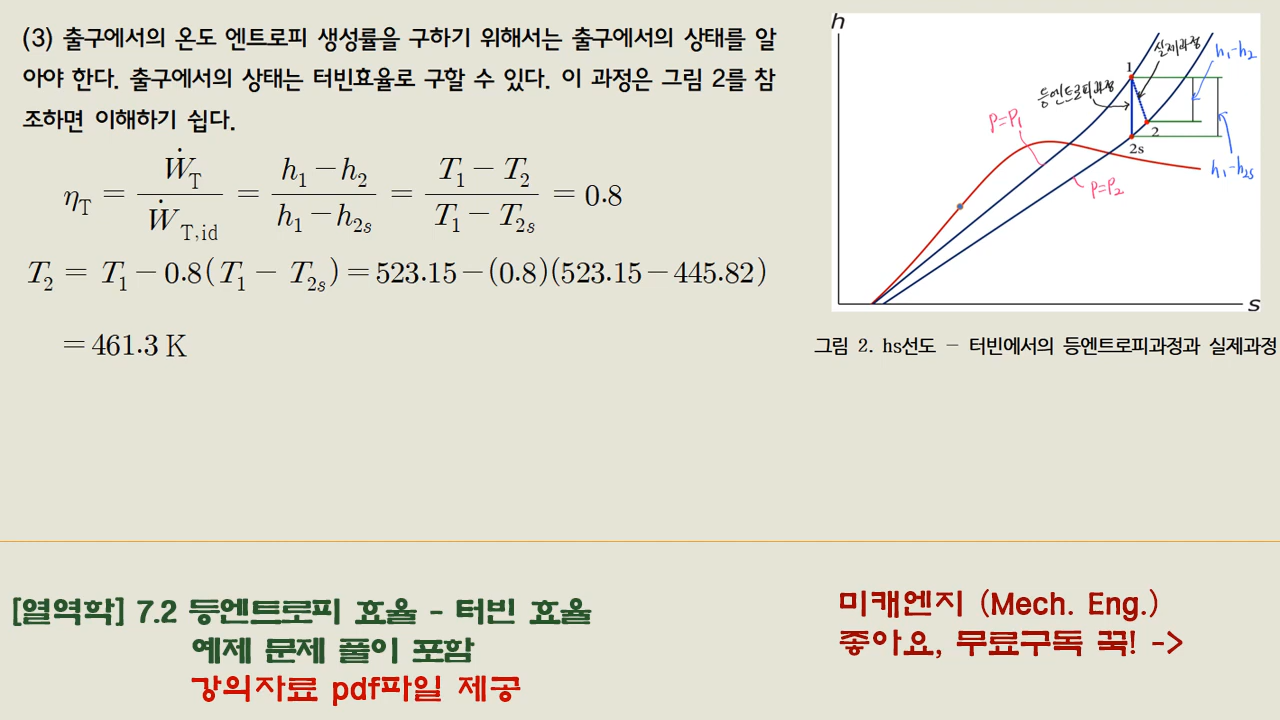 (3) 출구에서의 온도 엔트로피 생성률을 구하기 위해서는 출구에서의 상태를 알
아야 한다. 출구에서의 상태는 터빈효율로 구할 수 있다. 이 과정은 그림 2를 참
조하면 이해하기 쉽다.
η_T = Ẇ_T / Ẇ_T,id = (h₁ − h₂) / (h₁ − h₂s) = (T₁ − T₂) / (T₁ − T₂s) = 0.8
T₂ = T₁ − 0.8(T₁ − T₂s) = 523.15 − (0.8)(523.15 − 445.82)
= 461.3 K
h
실제과정
h₁-h₂
1
등엔트로피과정
P=P₁
2
2s
h₁-h₂s
P=P₂
s
그림 2. hs선도 - 터빈에서의 등엔트로피과정과 실제과정
[열역학] 7.2 등엔트로피 효율 - 터빈 효율
예제 문제 풀이 포함
강의자료 pdf파일 제공
미캐엔지 (Mech. Eng.)
좋아요, 무료구독 꾹! ->